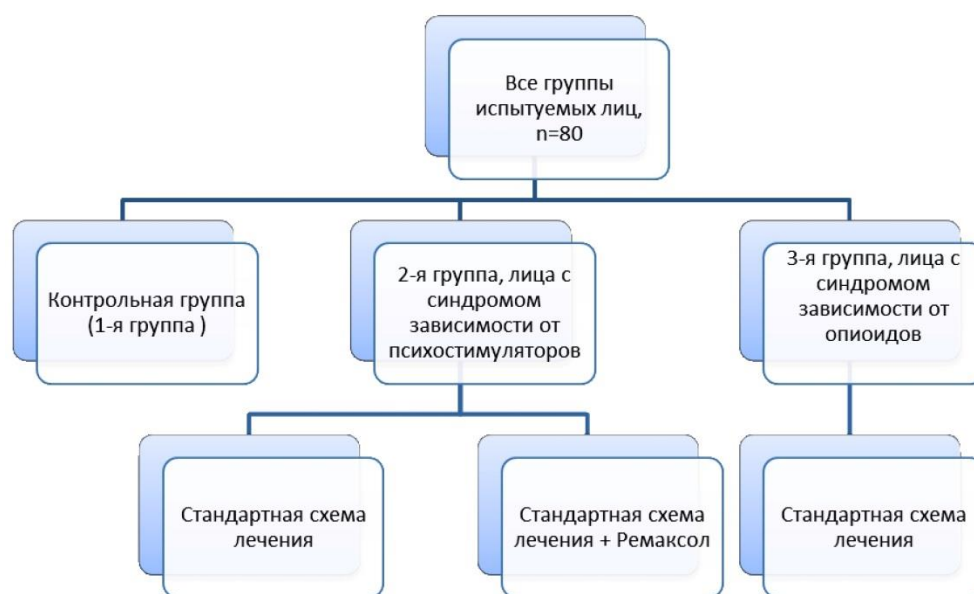 Все группы
испытуемых лиц,
n=80
Контрольная группа
(1-я группа )
2-я группа, лица с
синдромом
зависимости от
психостимуляторов
3-я группа, лица с
синдромом
зависимости от
опиоидов
Стандартная схема
лечения
Стандартная схема
лечения + Ремаксол
Стандартная схема
лечения